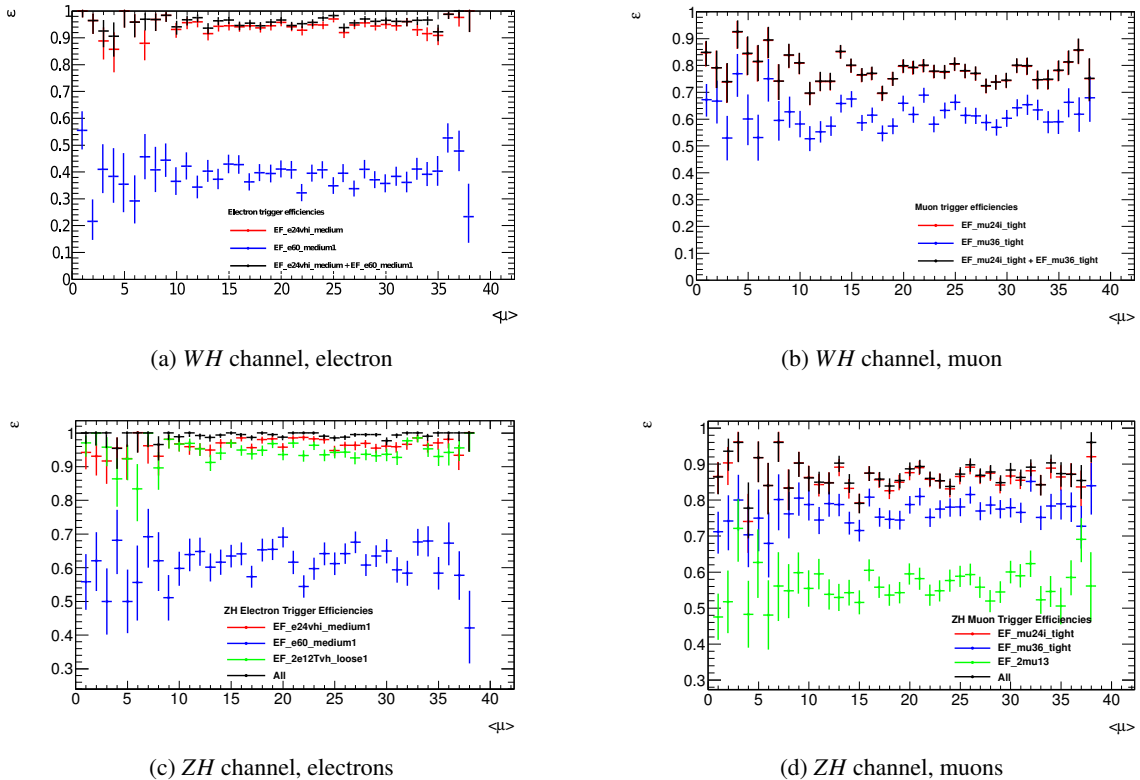 ε
1
0.9
0.8
0.7
0.6
0.5
0.4
0.3
0.2
0.1
0
Electron trigger efficiencies
EF_e24vhi_medium
EF_e60_medium1
EF_e24vhi_medium + EF_e60_medium1
0 5 10 15 20 25 30 35 40
<μ>
(a) WH channel, electron
ε
1
0.9
0.8
0.7
0.6
0.5
0.4
0.3
0.2
0.1
0
Muon trigger efficiencies
EF_mu24i_tight
EF_mu36_tight
EF_mu24i_tight + EF_mu36_tight
0 5 10 15 20 25 30 35 40
<μ>
(b) WH channel, muon
ε
1
0.9
0.8
0.7
0.6
0.5
0.4
0.3
ZH Electron Trigger Efficiencies
EF_e24vhi_medium1
EF_e60_medium1
EF_2e12Tvh_loose1
All
0 5 10 15 20 25 30 35 40
<μ>
(c) ZH channel, electrons
ε
1
0.9
0.8
0.7
0.6
0.5
0.4
0.3
ZH Muon Trigger Efficiencies
EF_mu24i_tight
EF_mu36_tight
EF_2mu13
All
0 5 10 15 20 25 30 35 40
<μ>
(d) ZH channel, muons